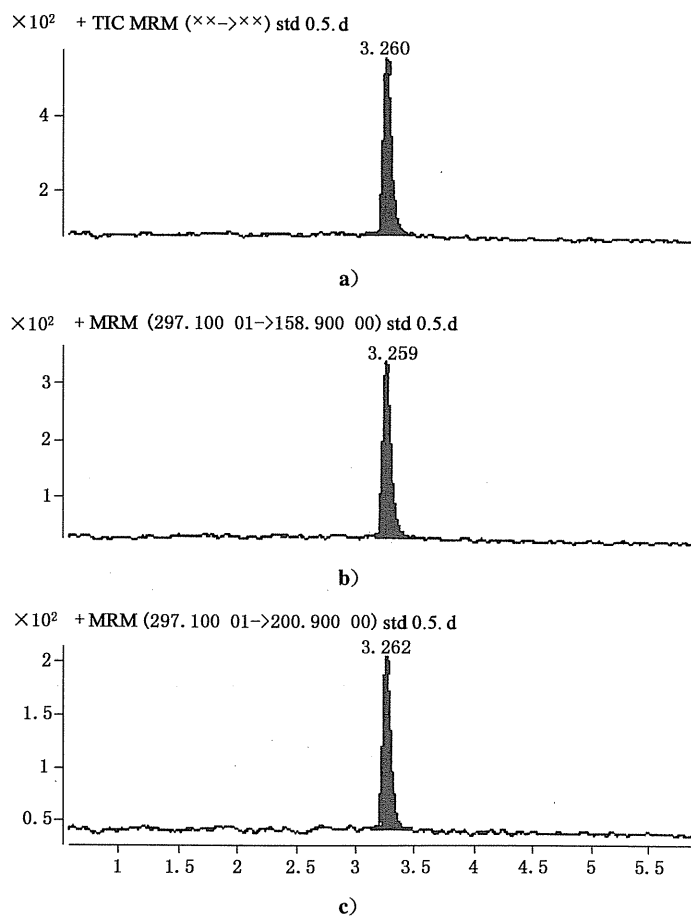 ×10² + TIC MRM (××->××) std 0.5.d
3.260
4
2
a)
×10² + MRM (297.100 01->158.900 00) std 0.5.d
3.259
3
2
1
b)
×10² + MRM (297.100 01->200.900 00) std 0.5.d
3.262
2
1.5
1
0.5
1 1.5 2 2.5 3 3.5 4 4.5 5 5.5
c)